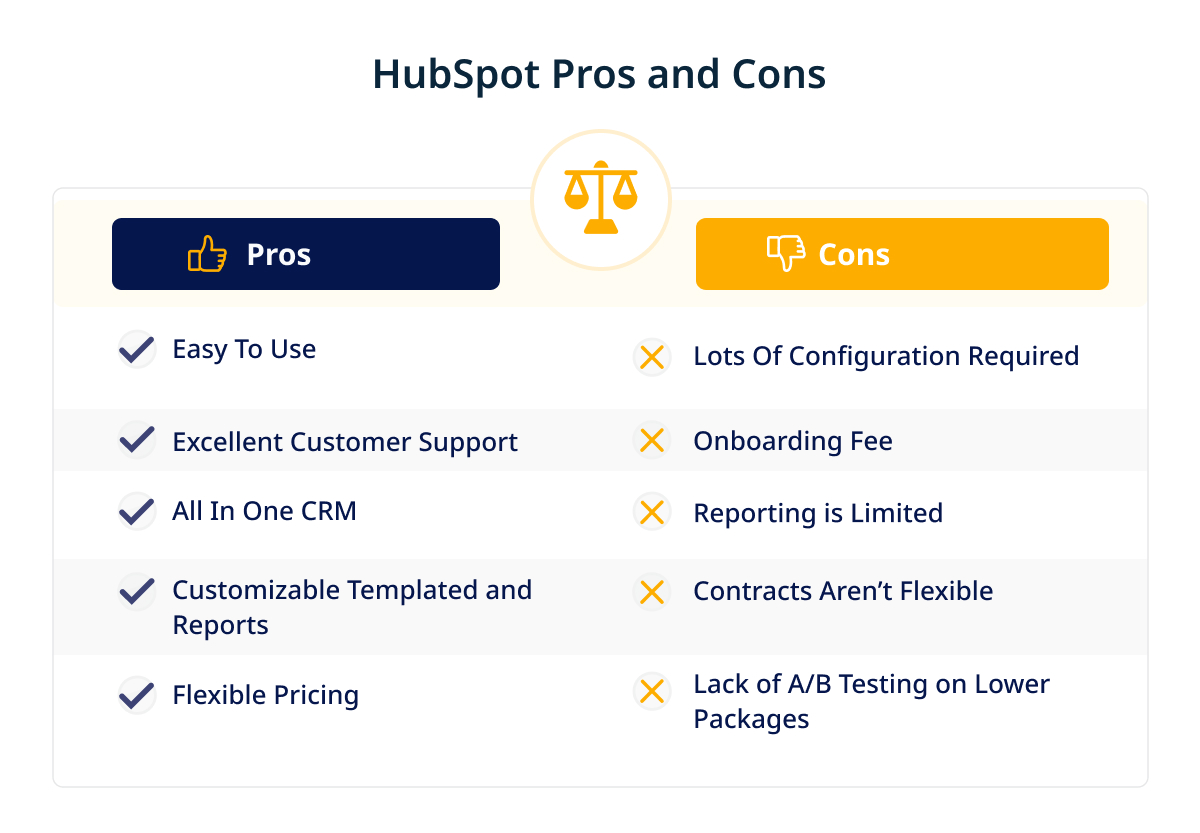 HubSpot Pros and Cons
Pros
Cons
Easy To Use
Lots Of Configuration Required
Excellent Customer Support
Onboarding Fee
All In One CRM
Reporting is Limited
Customizable Templated and
Reports
Contracts Aren’t Flexible
Flexible Pricing
Lack of A/B Testing on Lower
Packages